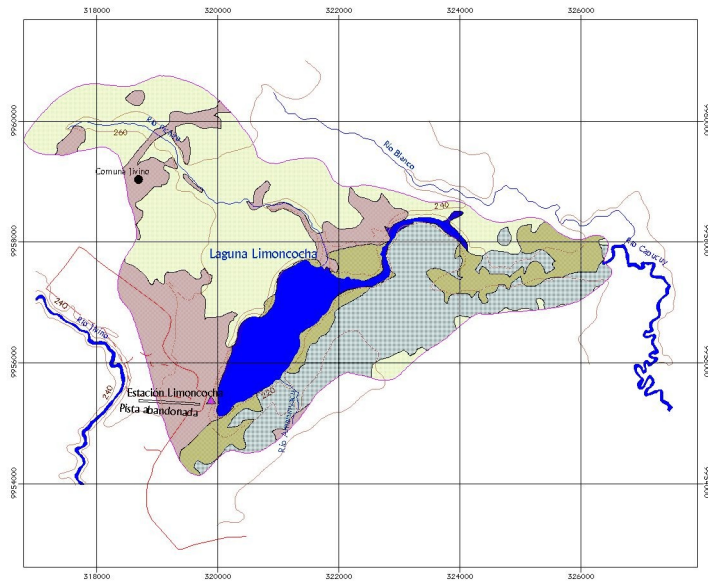 318000 320000 322000 324000 326000
9960000
260
Comuna Jivino
Río Blanco
240
9958000
Laguna Limoncocha
Río Capucuy
240
Río Jivino
9956000
240
Estación Limoncocha
Pista abandonada
220
9954000
318000 320000 322000 324000 326000